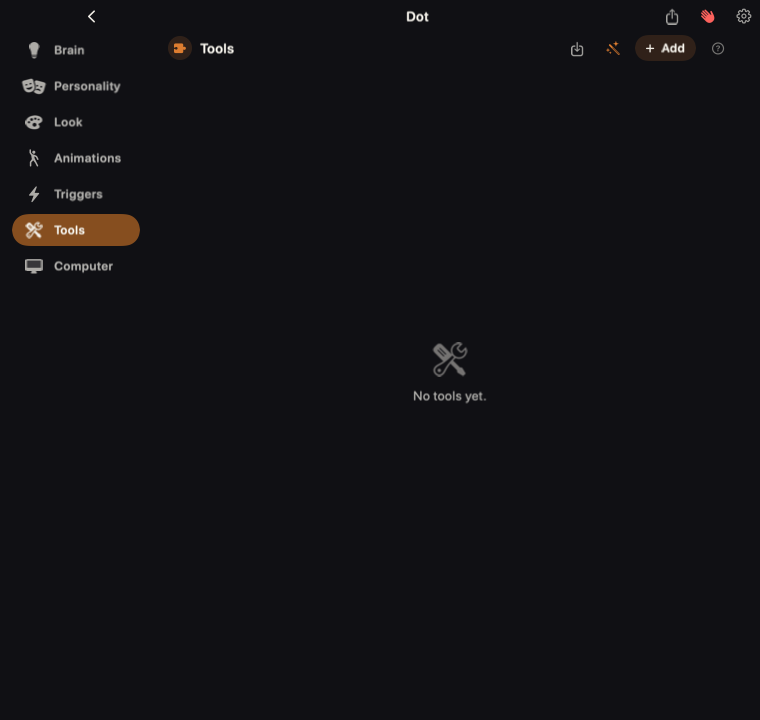 Dot
Brain
Personality
Look
Animations
Triggers
Tools
Computer
Tools
+ Add
?
No tools yet.